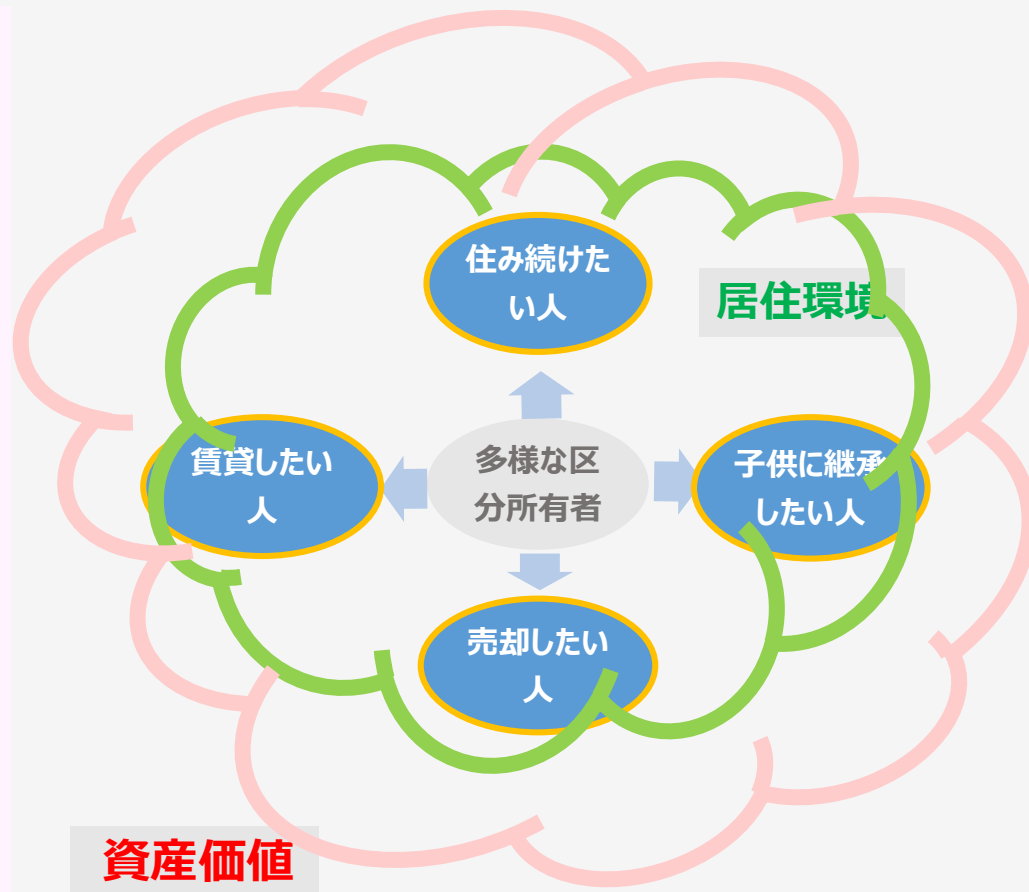 住み続けた
い人
居住環境
賃貸したい
人
多様な区
分所有者
子供に継承
したい人
売却したい
人
資産価値